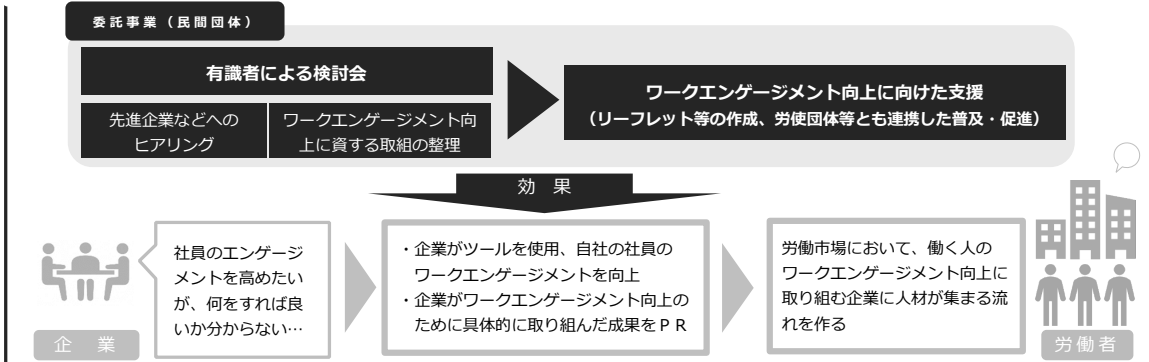 委託事業（民間団体）
有識者による検討会
先進企業などへの
ヒアリング
ワークエンゲージメント向
上に資する取組の整理
ワークエンゲージメント向上に向けた支援
（リーフレット等の作成、労使団体等とも連携した普及・促進）
効 果
社員のエンゲージ
メントを高めたい
が、何をすれば良
いか分からない…
企 業
・企業がツールを使用、自社の社員の
ワークエンゲージメントを向上
・企業がワークエンゲージメント向上の
ために具体的に取り組んだ成果をＰＲ
労働市場において、働く人の
ワークエンゲージメント向上に
取り組む企業に人材が集まる流
れを作る
労働者